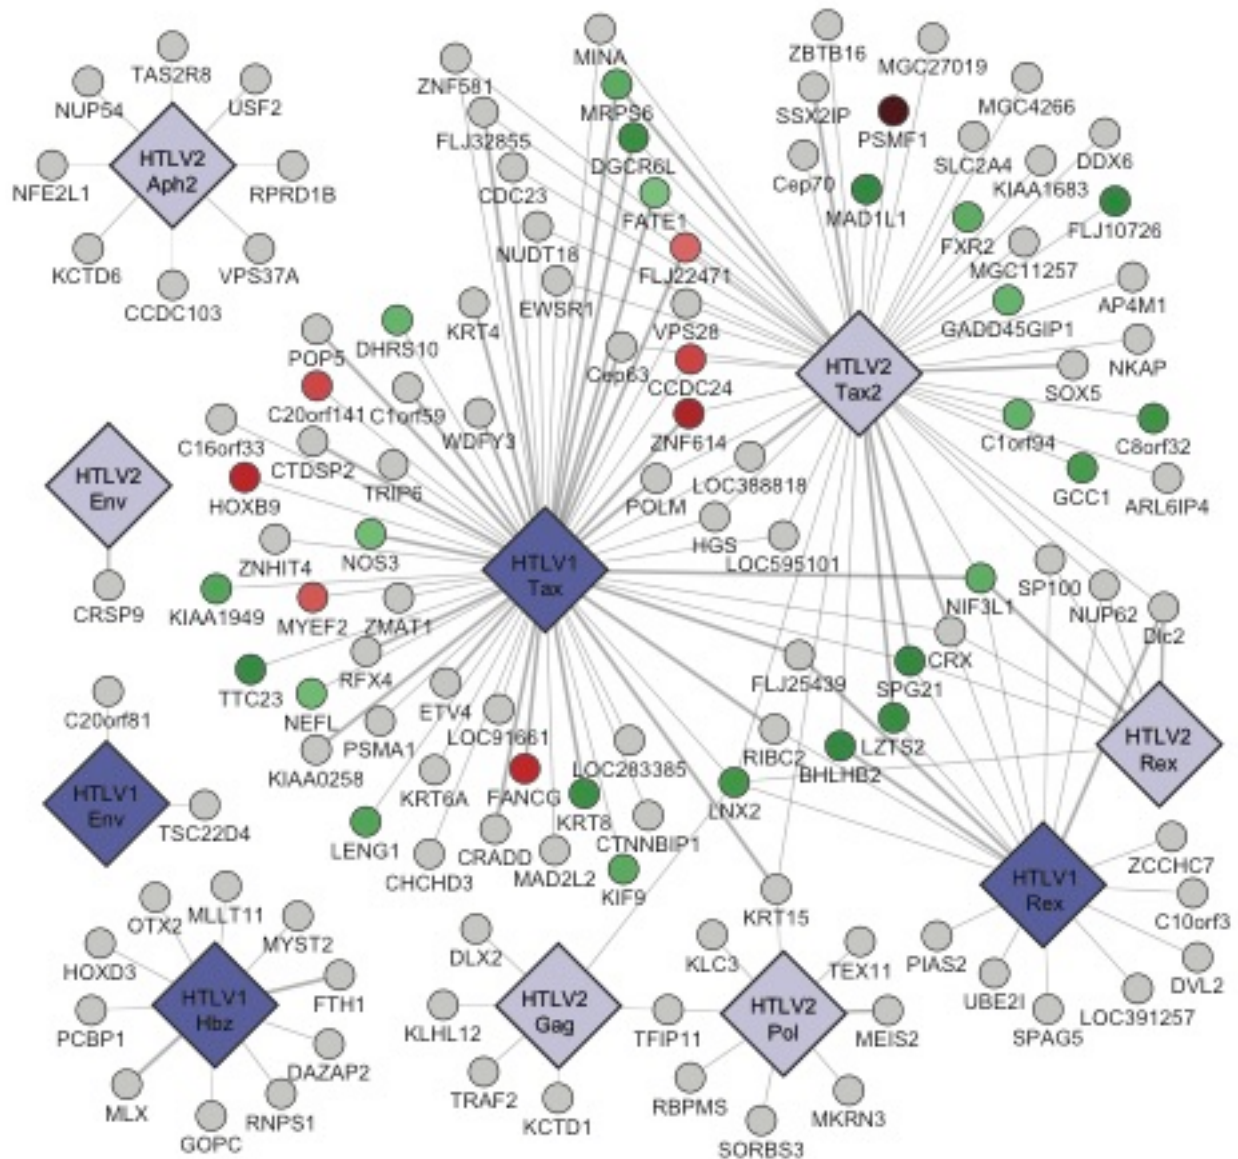 TAS2R8
NUP54
USF2
HTLV2
Aph2
NFE2L1
RPRD1B
KCTD6
VPS37A
CCDC103
ZNF581
MINA
MRPS6
FLJ32855
DGCR6L
CDC23
FATE1
NUDT18
FLJ22471
EWSR1
VPS28
Cep63
CCDC24
ZNF614
ZBTB16
MGC27019
SSX2IP
PSMF1
MGC4266
SLC2A4
DDX6
Cep70
KIAA1683
MAD1L1
FXR2
FLJ10726
MGC11257
AP4M1
GADD45GIP1
NKAP
HTLV2
Tax2
SOX5
C1orf94
C8orf32
GCC1
ARL6IP4
KRT4
DHRS10
POP5
C20orf141
C1orf59
C16orf33
WDFY3
CTDSP2
TRIP6
HOXB9
HTLV2
Env
CRSP9
POLM
LOC388818
HGS
LOC595101
ZNHIT4
NOS3
HTLV1
Tax
KIAA1949
MYEF2
ZMAT1
RFX4
TTC23
NEFL
SP100
NIF3L1
NUP62
Dlc2
CRX
FLJ25439
SPG21
LZTS2
RIBC2
BHLHB2
LNX2
HTLV2
Rex
C20orf81
HTLV1
Env
TSC22D4
ETV4
PSMA1
LOC91661
KIAA0258
KRT6A
FANCG
LOC283385
KRT8
LENG1
CRADD
CTNNBIP1
CHCHD3
MAD2L2
KIF9
KRT15
HTLV1
Rex
ZCCHC7
C10orf3
PIAS2
DVL2
UBE2I
LOC391257
SPAG5
OTX2
MLLT11
MYST2
HOXD3
HTLV1
Hbz
FTH1
PCBP1
DAZAP2
MLX
RNPS1
GOPC
DLX2
KLHL12
HTLV2
Gag
TFIP11
TRAF2
KCTD1
KLC3
TEX11
HTLV2
Pol
MEIS2
RBPMS
MKRN3
SORBS3